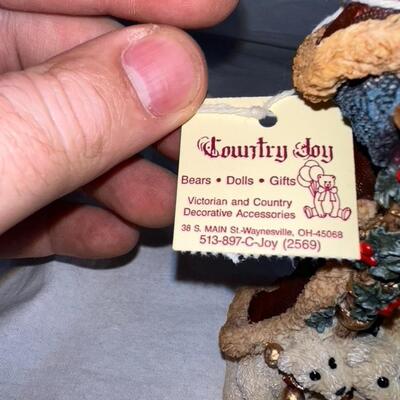 Country Joy
Bears • Dolls • Gifts
Victorian and Country
Decorative Accessories
38 S. MAIN St.-Waynesville, OH-45068
513-897-C-Joy (2569)